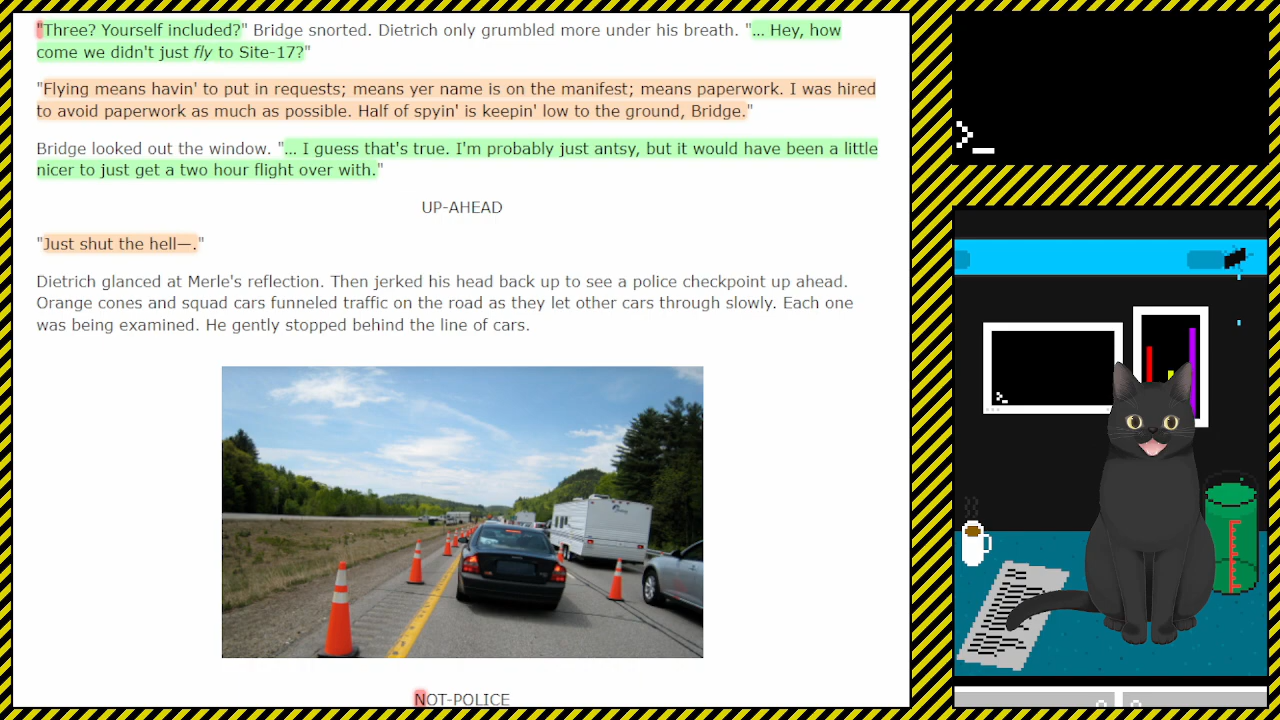 "Three? Yourself included?" Bridge snorted. Dietrich only grumbled more under his breath. "... Hey, how
come we didn't just fly to Site-17?"
"Flying means havin' to put in requests; means yer name is on the manifest; means paperwork. I was hired
to avoid paperwork as much as possible. Half of spyin' is keepin' low to the ground, Bridge."
Bridge looked out the window. "... I guess that's true. I'm probably just antsy, but it would have been a little
nicer to just get a two hour flight over with."
UP-AHEAD
"Just shut the hell—."
Dietrich glanced at Merle's reflection. Then jerked his head back up to see a police checkpoint up ahead.
Orange cones and squad cars funneled traffic on the road as they let other cars through slowly. Each one
was being examined. He gently stopped behind the line of cars.
NOT-POLICE
>_
>_